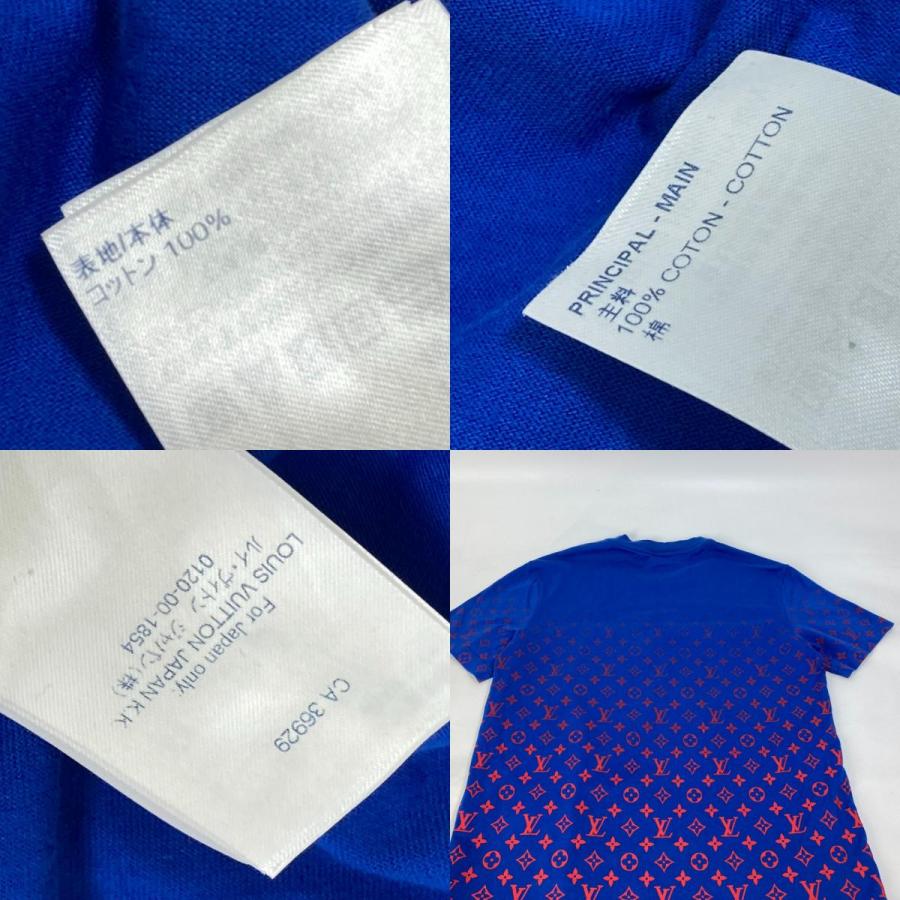 表地/本体
コットン 100%
PRINCIPAL - MAIN
主料
100% COTON - COTTON
棉
CA 36929
For Japan only:
LOUIS VUITTON JAPAN K.K
ルイ・ヴィトン ジャパン(株)
0120-00-1854